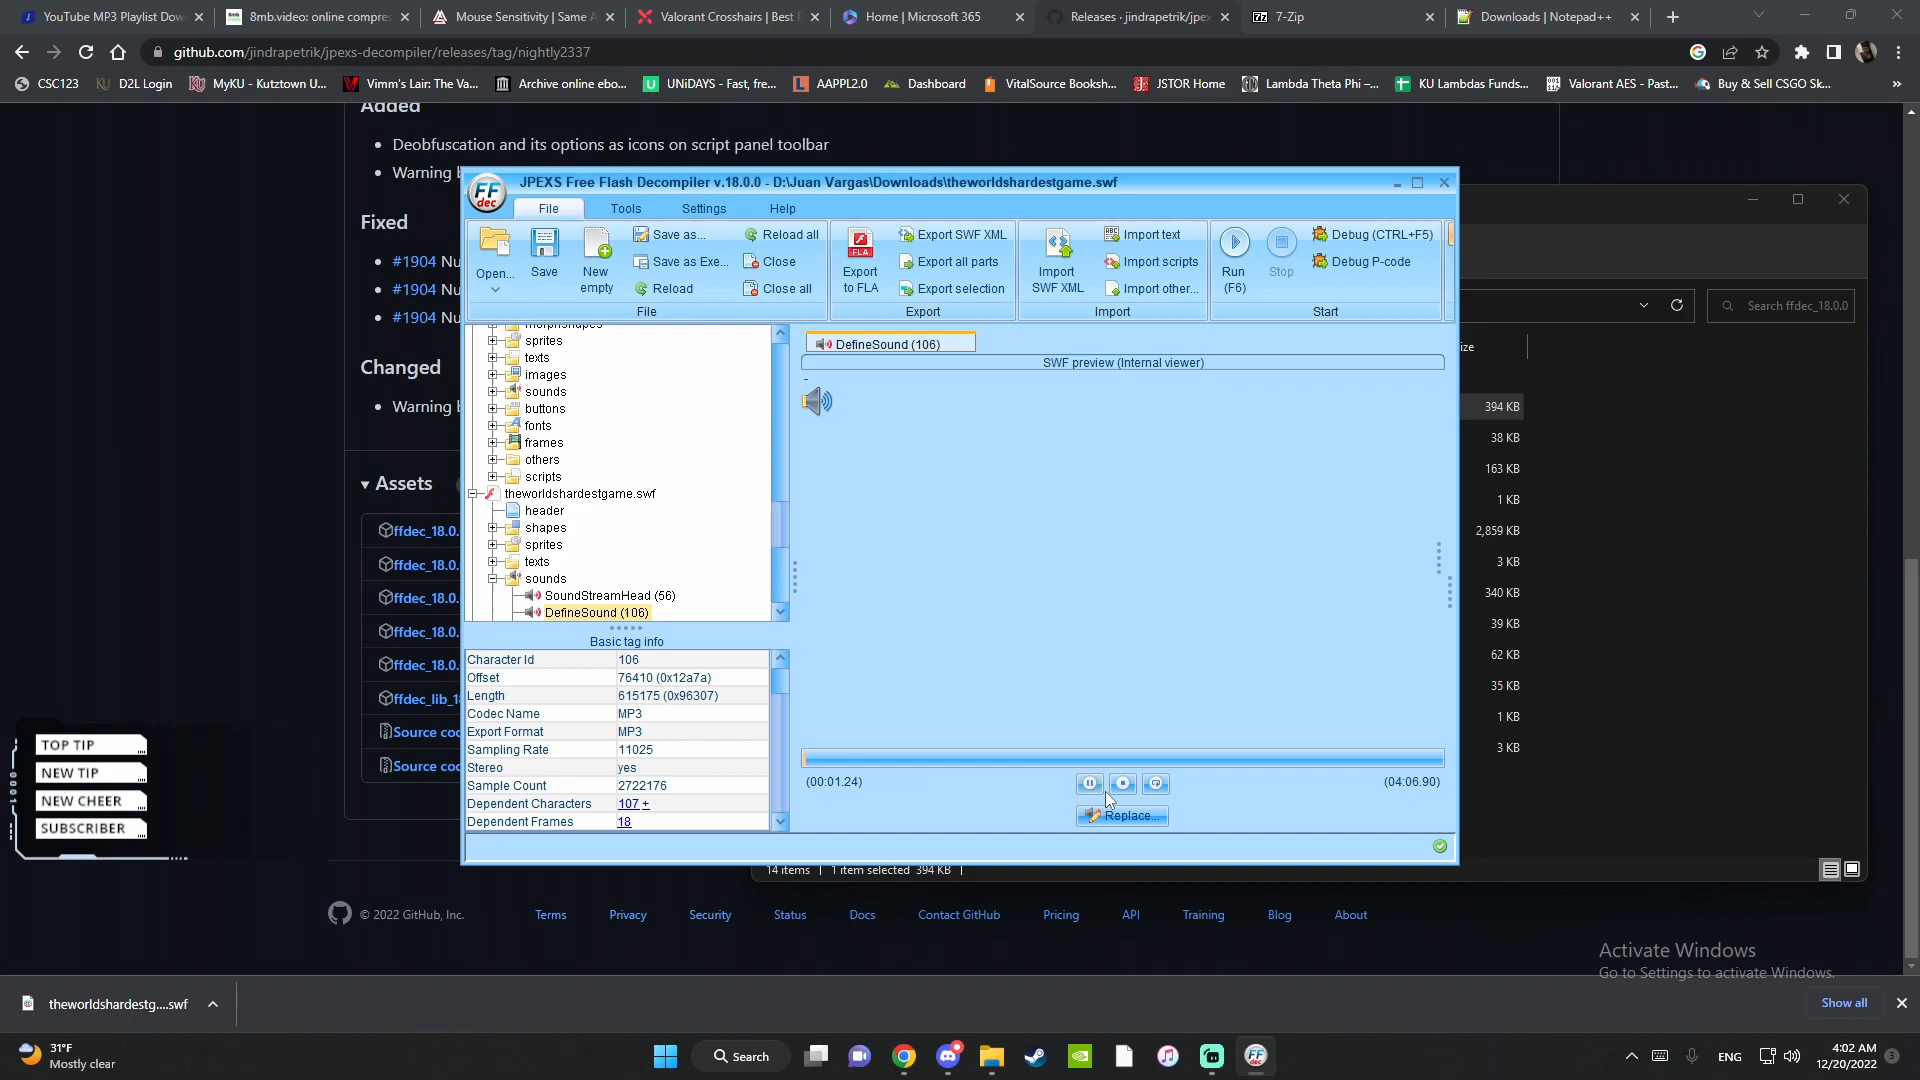 YouTube MP3 Playlist Dow
8mb.video: online compres
Mouse Sensitivity | Same A
Valorant Crosshairs | Best P
Home | Microsoft 365
Releases · jindrapetrik/jpex
7-Zip
Downloads | Notepad++
github.com/jindrapetrik/jpexs-decompiler/releases/tag/nightly2337
CSC123
D2L Login
MyKU - Kutztown U...
Vimm's Lair: The Va...
Archive online ebo...
UNiDAYS - Fast, fre...
AAPPL2.0
Dashboard
VitalSource Booksh...
JSTOR Home
Lambda Theta Phi –...
KU Lambdas Funds...
Valorant AES - Past...
Buy & Sell CSGO Sk...
Added
Deobfuscation and its options as icons on script panel toolbar
Warning b
Fixed
#1904 Nu
#1904 Nu
#1904 Nu
Changed
Warning b
Assets
ffdec_18.0.
ffdec_18.0.
ffdec_18.0.
ffdec_18.0.
ffdec_18.0.
ffdec_lib_1
Source co
Source co
FF
dec
JPEXS Free Flash Decompiler v.18.0.0 - D:\Juan Vargas\Downloads\theworldshardestgame.swf
File
Tools
Settings
Help
Open...
Save
New
empty
Save as...
Save as Exe...
Reload
Reload all
Close
Close all
File
FLA
Export
to FLA
Export SWF XML
Export all parts
Export selection
Export
Import
SWF XML
Import text
Import scripts
Import other...
Import
Run
(F6)
Stop
Debug (CTRL+F5)
Debug P-code
Start
morphshapes
sprites
texts
images
sounds
buttons
fonts
frames
others
scripts
theworldshardestgame.swf
header
shapes
sprites
texts
sounds
SoundStreamHead (56)
DefineSound (106)
Basic tag info
Character Id 106
Offset 76410 (0x12a7a)
Length 615175 (0x96307)
Codec Name MP3
Export Format MP3
Sampling Rate 11025
Stereo yes
Sample Count 2722176
Dependent Characters 107 +
Dependent Frames 18
DefineSound (106)
SWF preview (Internal viewer)
-
(00:01.24)
(04:06.90)
Replace...
Search ffdec_18.0.0
ize
394 KB
38 KB
163 KB
1 KB
2,859 KB
3 KB
340 KB
39 KB
62 KB
35 KB
1 KB
3 KB
14 items
1 item selected 394 KB
TOP TIP
NEW TIP
NEW CHEER
SUBSCRIBER
© 2022 GitHub, Inc.
Terms
Privacy
Security
Status
Docs
Contact GitHub
Pricing
API
Training
Blog
About
Activate Windows
Go to Settings to activate Windows.
theworldshardestg....swf
Show all
31°F
Mostly clear
Search
ENG
4:02 AM
12/20/2022
3